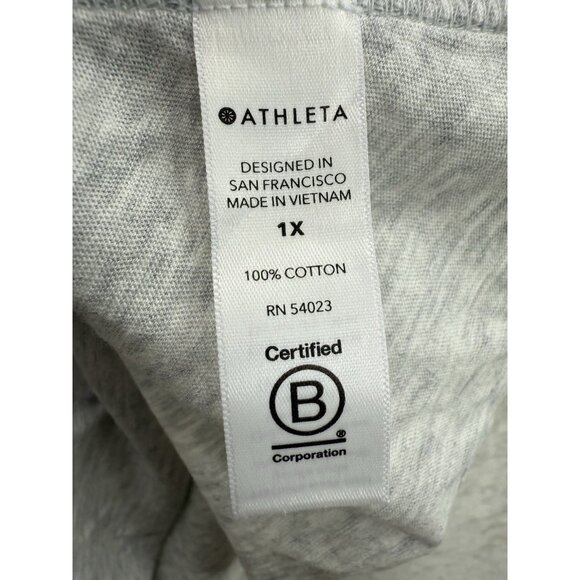 ATHLETA
DESIGNED IN
SAN FRANCISCO
MADE IN VIETNAM
1X
100% COTTON
RN 54023
Certified
B
®
Corporation